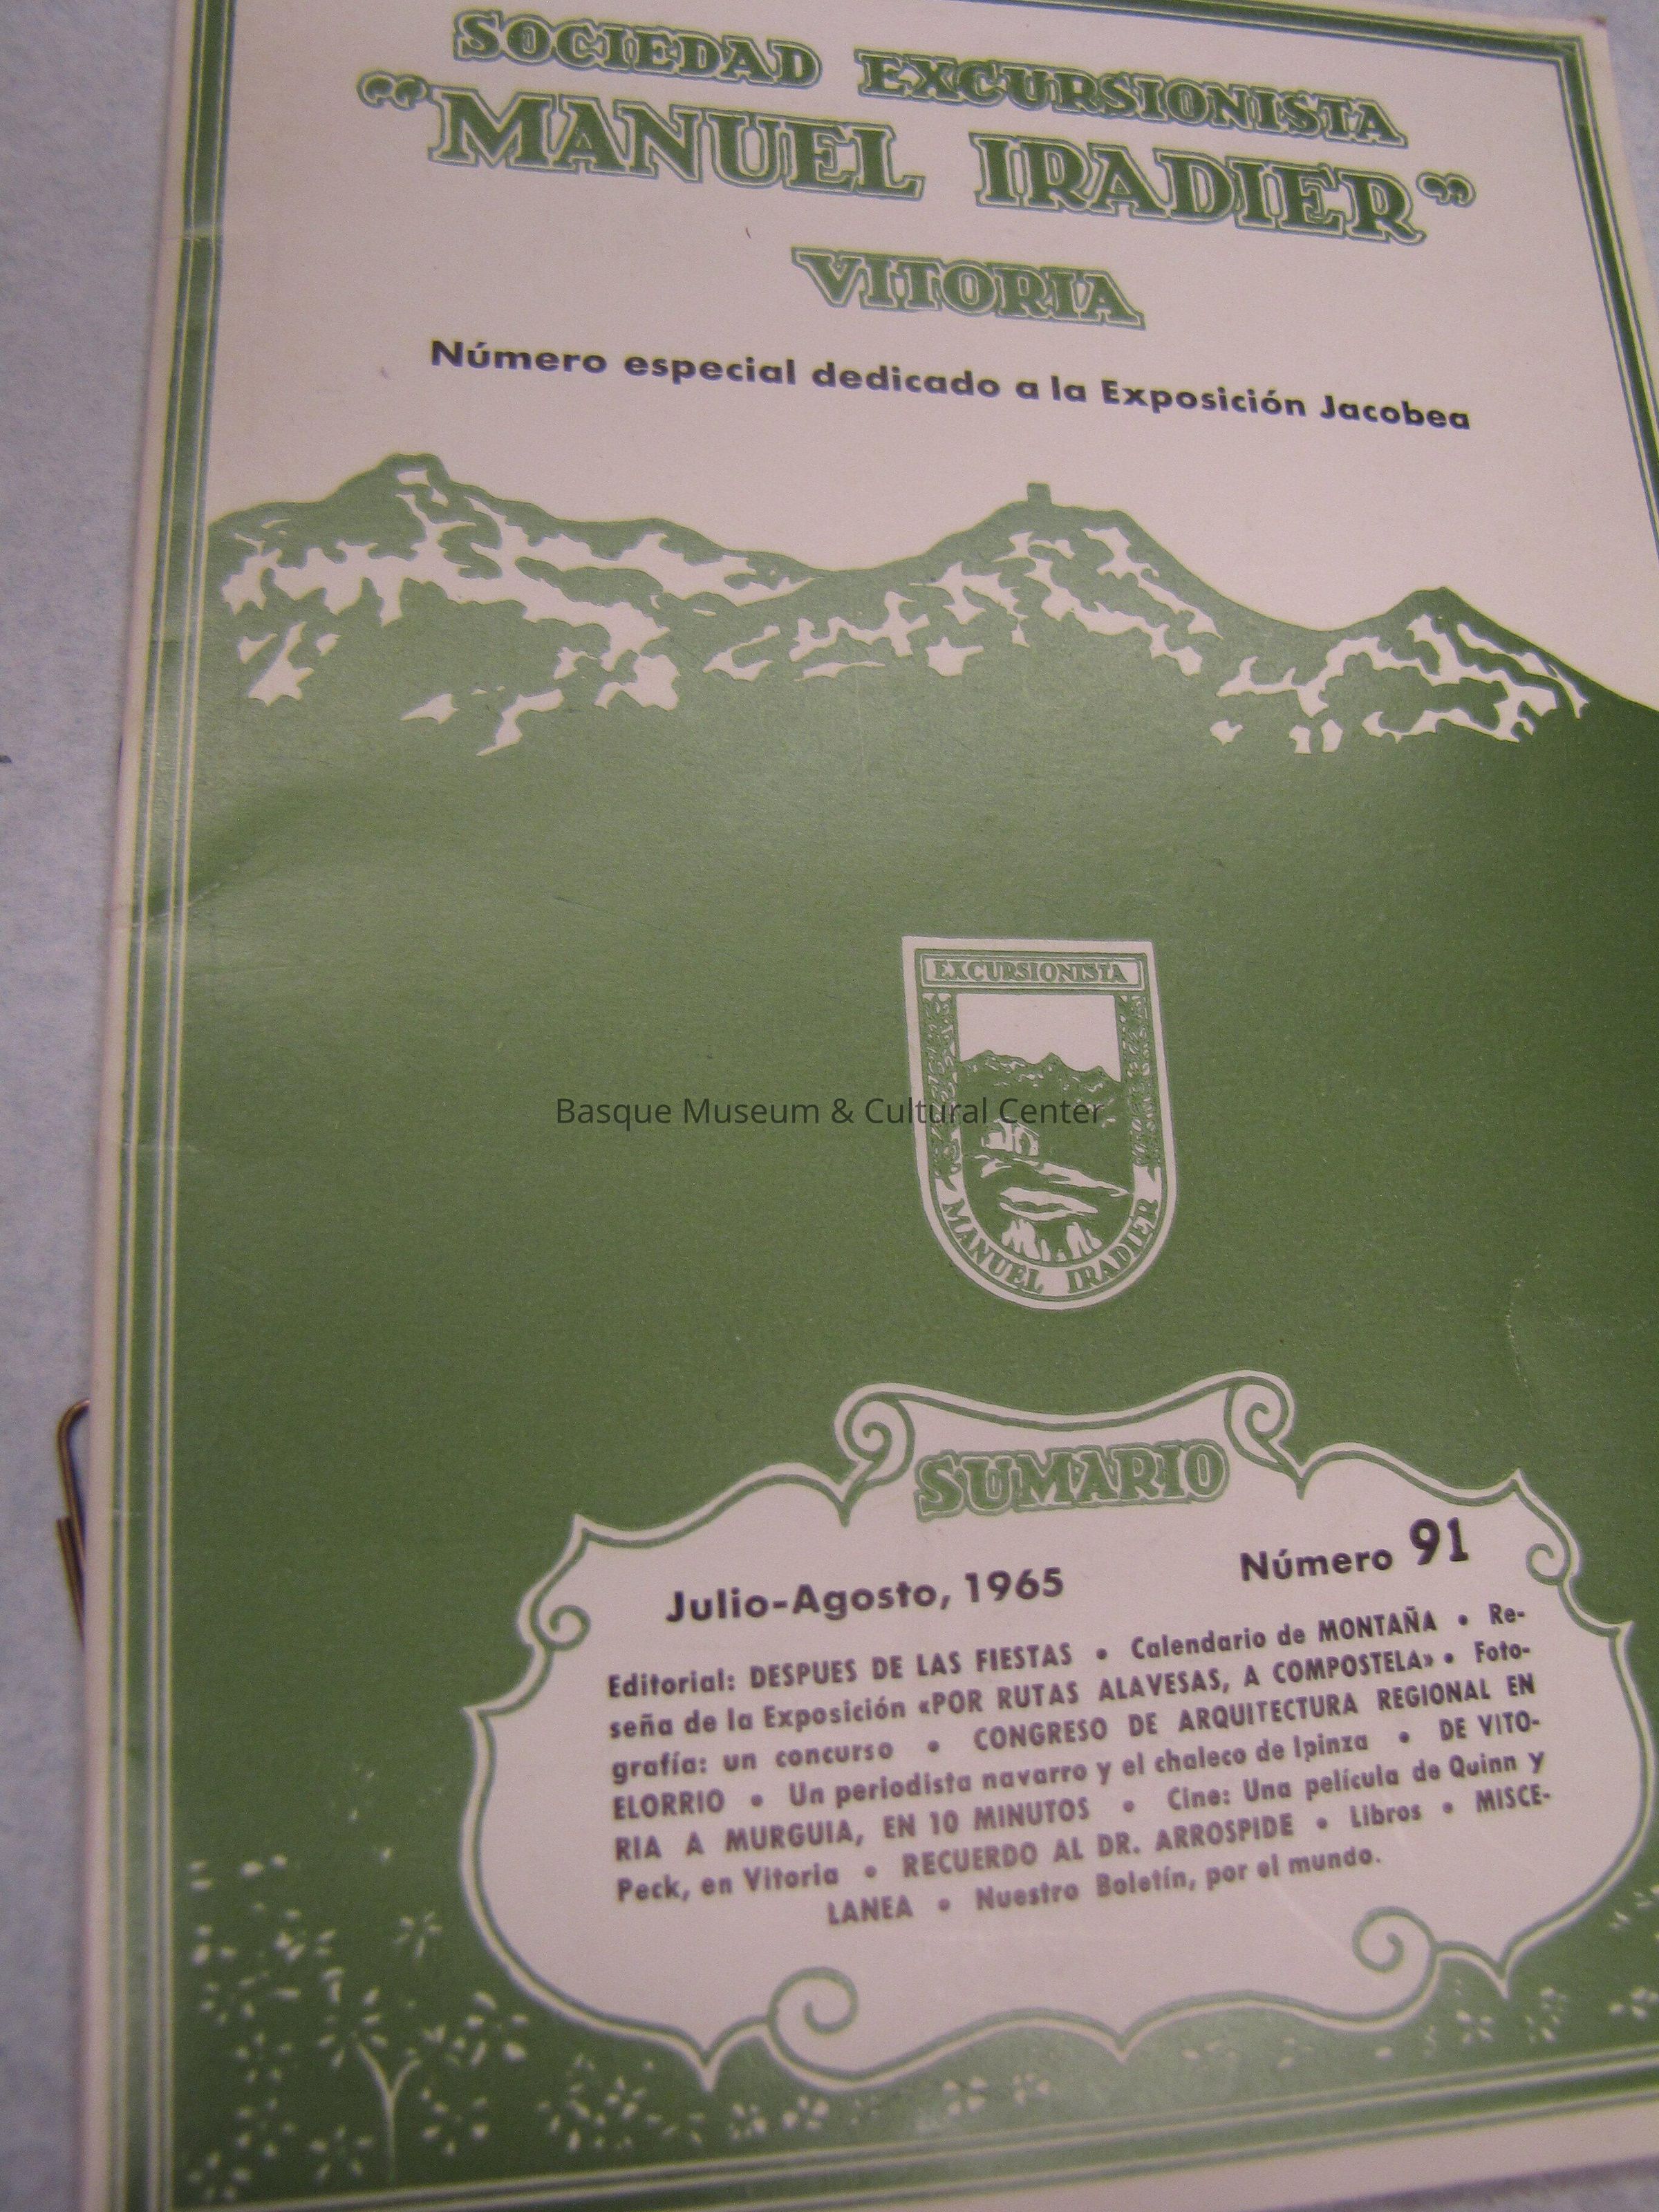 SOCIEDAD EXCURSIONISTA
“MANUEL IRADIER”
VITORIA
Número especial dedicado a la Exposición Jacobea
EXCURSIONISTA
MANUEL IRADIER
Basque Museum & Cultural Center
SUMARIO
Julio-Agosto, 1965 Número 91
Editorial: DESPUES DE LAS FIESTAS • Calendario de MONTAÑA • Re-
seña de la Exposición «POR RUTAS ALAVESAS, A COMPOSTELA» • Foto-
grafía: un concurso • CONGRESO DE ARQUITECTURA REGIONAL EN
ELORRIO • Un periodista navarro y el chaleco de Ipinza • DE VITO-
RIA A MURGUIA, EN 10 MINUTOS • Cine: Una película de Quinn y
Peck, en Vitoria • RECUERDO AL DR. ARROSPIDE • Libros • MISCE-
LANEA • Nuestro Boletín, por el mundo.